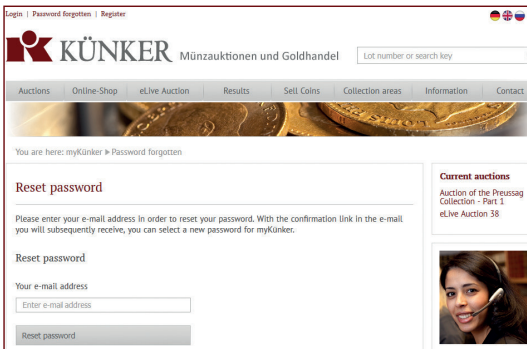 Login | Password forgotten | Register
KÜNKER Münzauktionen und Goldhandel
Lot number or search key
Auctions Online-Shop eLive Auction Results Sell Coins Collection areas Information Contact
You are here: myKünker ▶ Password forgotten
Reset password
Please enter your e-mail address in order to reset your password. With the confirmation link in the e-mail
you will subsequently receive, you can select a new password for myKünker.
Reset password
Your e-mail address
Enter e-mail address
Reset password
Current auctions
Auction of the Preussag
Collection - Part 1
eLive Auction 38